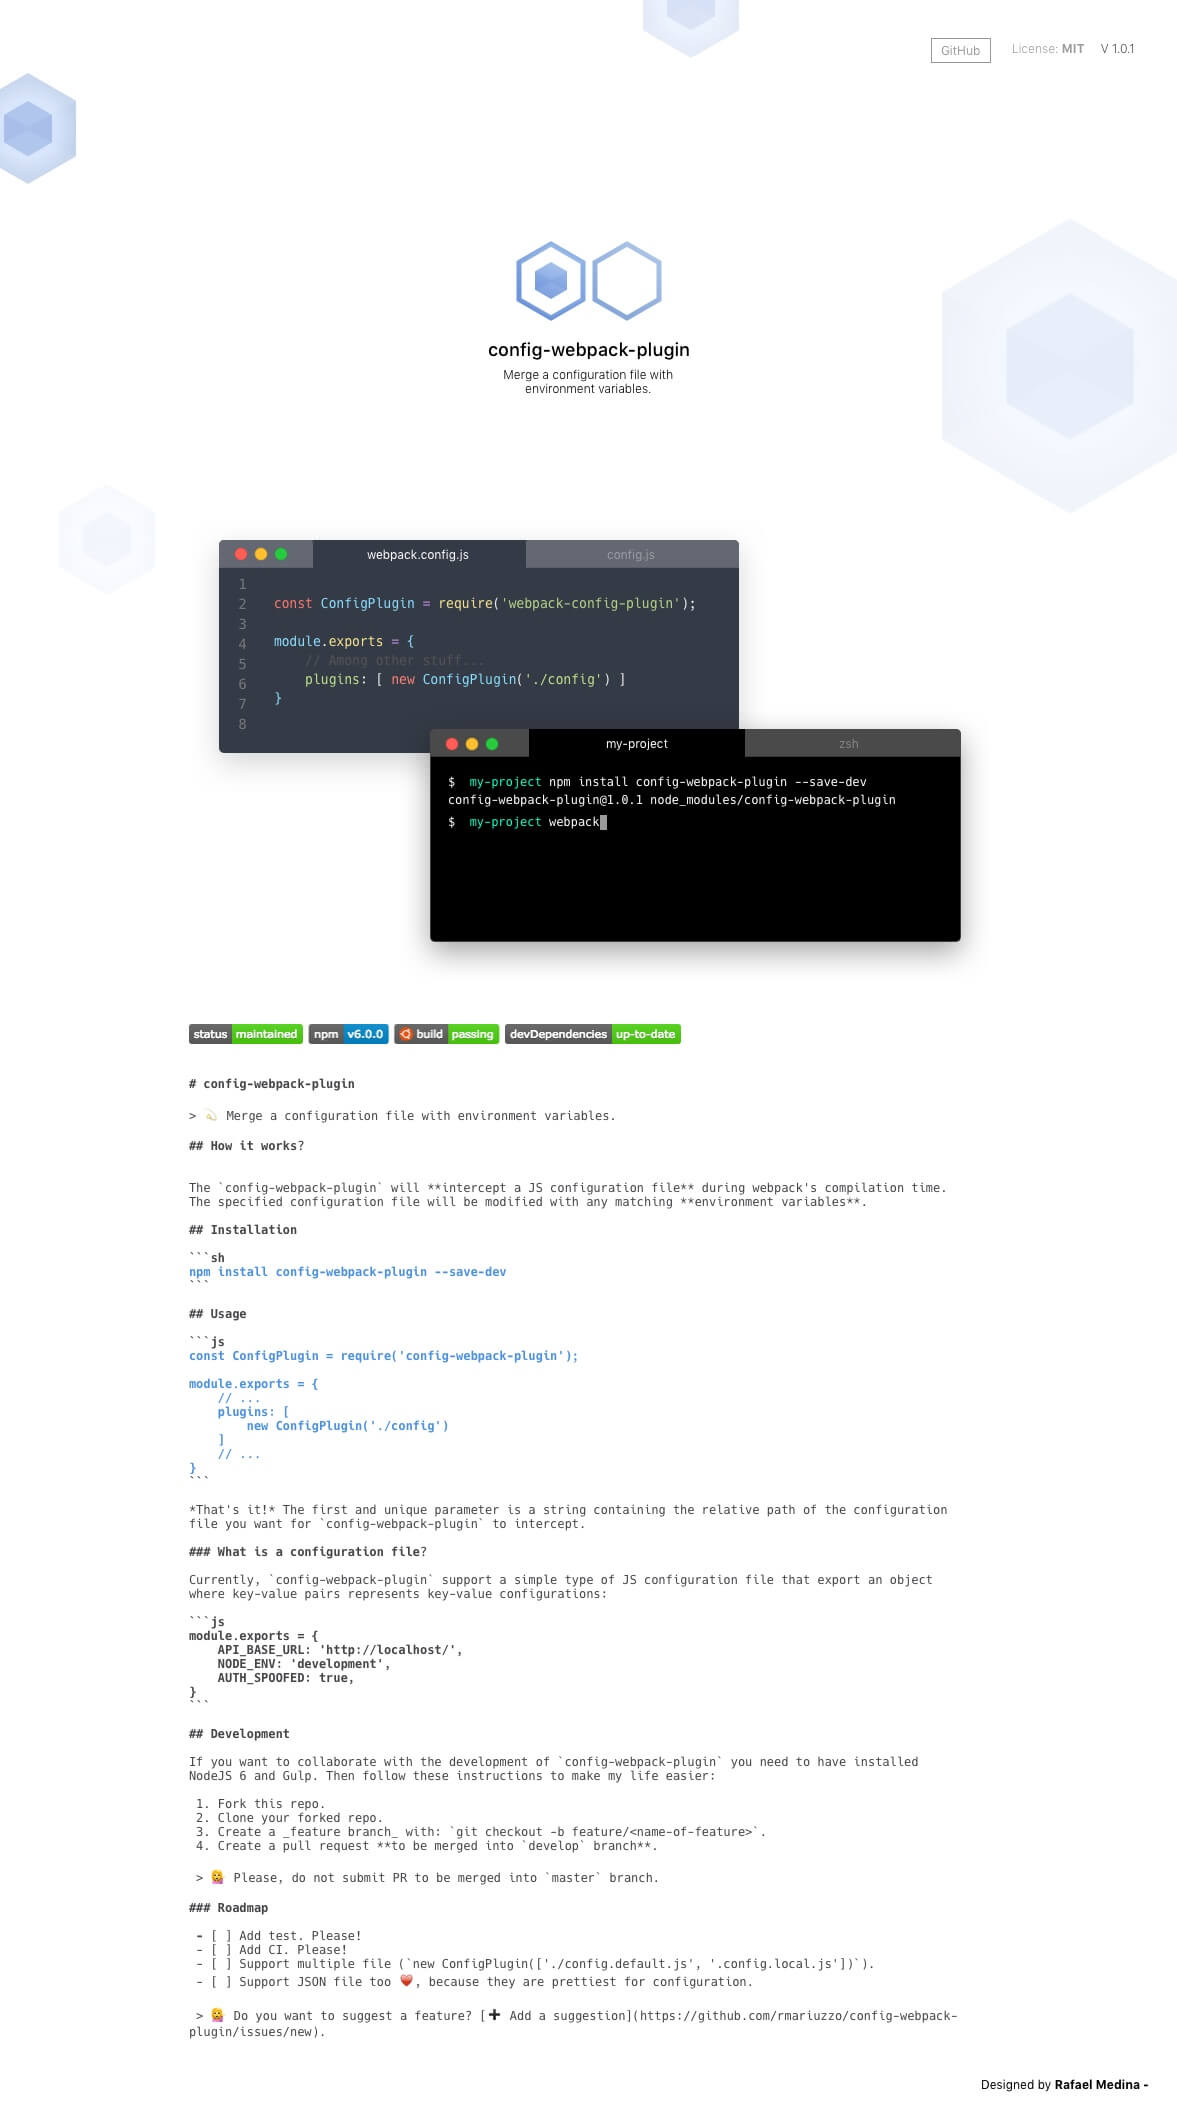 GitHub License: MIT V 1.0.1
config-webpack-plugin
Merge a configuration file with
environment variables.
webpack.config.js config.js
1
2 const ConfigPlugin = require('webpack-config-plugin');
3
4 module.exports = {
5 // Among other stuff...
6 plugins: [ new ConfigPlugin('./config') ]
7 }
8
my-project zsh
$ my-project npm install config-webpack-plugin --save-dev
config-webpack-plugin@1.0.1 node_modules/config-webpack-plugin
$ my-project webpack
status maintained npm v6.0.0 build passing devDependencies up-to-date
# config-webpack-plugin
> 💫 Merge a configuration file with environment variables.
## How it works?
The `config-webpack-plugin` will **intercept a JS configuration file** during webpack's compilation time.
The specified configuration file will be modified with any matching **environment variables**.
## Installation
```sh
npm install config-webpack-plugin --save-dev
```
## Usage
```js
const ConfigPlugin = require('config-webpack-plugin');
module.exports = {
// ...
plugins: [
new ConfigPlugin('./config')
]
// ...
}
```
*That's it!* The first and unique parameter is a string containing the relative path of the configuration
file you want for `config-webpack-plugin` to intercept.
### What is a configuration file?
Currently, `config-webpack-plugin` support a simple type of JS configuration file that export an object
where key-value pairs represents key-value configurations:
```js
module.exports = {
API_BASE_URL: 'http://localhost/',
NODE_ENV: 'development',
AUTH_SPOOFED: true,
}
```
## Development
If you want to collaborate with the development of `config-webpack-plugin` you need to have installed
NodeJS 6 and Gulp. Then follow these instructions to make my life easier:
1. Fork this repo.
2. Clone your forked repo.
3. Create a _feature branch_ with: `git checkout -b feature/<name-of-feature>`.
4. Create a pull request **to be merged into `develop` branch**.
> 🙋 Please, do not submit PR to be merged into `master` branch.
### Roadmap
- [ ] Add test. Please!
- [ ] Add CI. Please!
- [ ] Support multiple file (`new ConfigPlugin(['./config.default.js', '.config.local.js'])`).
- [ ] Support JSON file too ❤️, because they are prettiest for configuration.
> 🙋 Do you want to suggest a feature? [➕ Add a suggestion](https://github.com/rmariuzzo/config-webpack-
plugin/issues/new).
Designed by Rafael Medina -